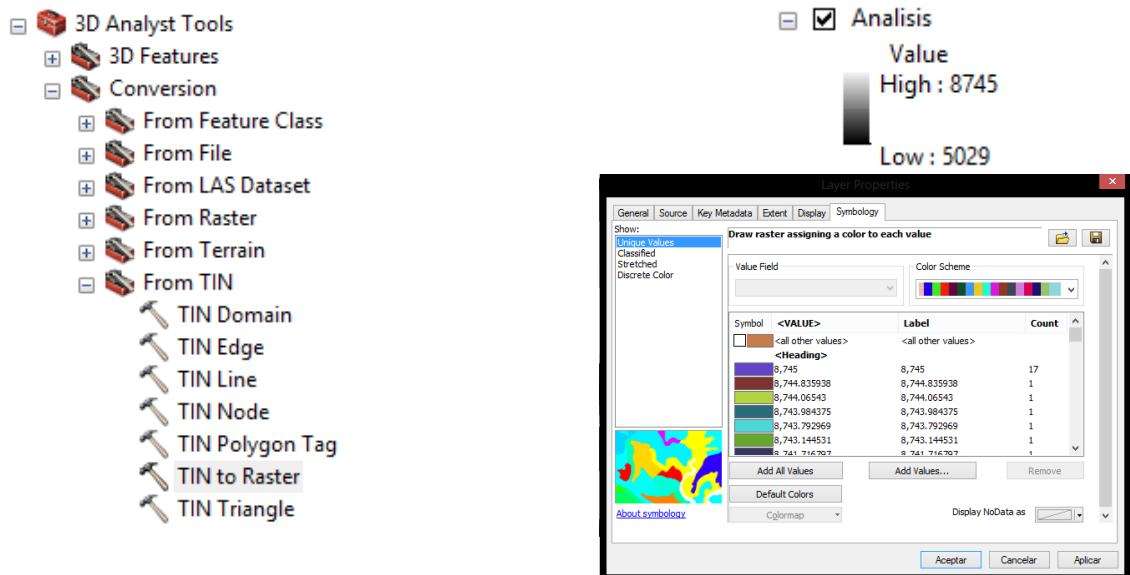 3D Analyst Tools
3D Features
Conversion
From Feature Class
From File
From LAS Dataset
From Raster
From Terrain
From TIN
TIN Domain
TIN Edge
TIN Line
TIN Node
TIN Polygon Tag
TIN to Raster
TIN Triangle
Analisis
Value
High : 8745
Low : 5029
Layer Properties
General Source Key Metadata Extent Display Symbology
Show:
Unique Values
Classified
Stretched
Discrete Color
Draw raster assigning a color to each value
Value Field
Color Scheme
Symbol <VALUE> Label Count
<all other values> <all other values>
<Heading>
8,745 8,745 17
8,744.835938 8,744.835938 1
8,744.06543 8,744.06543 1
8,743.984375 8,743.984375 1
8,743.792969 8,743.792969 1
8,743.144531 8,743.144531 1
8,741.716797 8,741.716797 1
Add All Values Add Values... Remove
Default Colors
Colormap
Display NoData as
About symbology
Aceptar Cancelar Aplicar